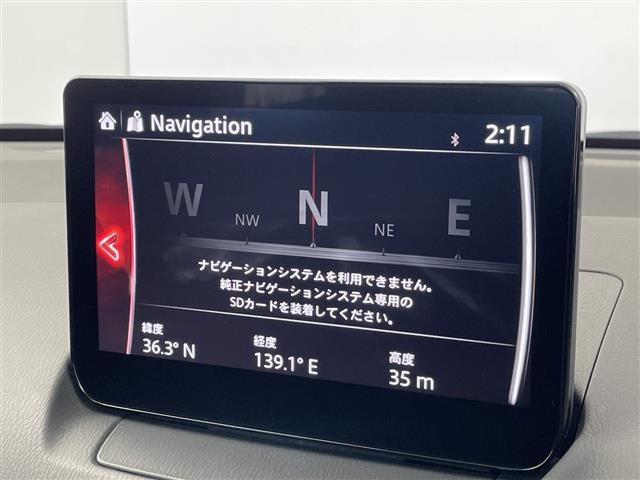 Navigation
2:11
W NW N NE E
ナビゲーションシステムを利用できません。
純正ナビゲーションシステム専用の
SDカードを装着してください。
緯度 経度 高度
36.3° N 139.1° E 35 m